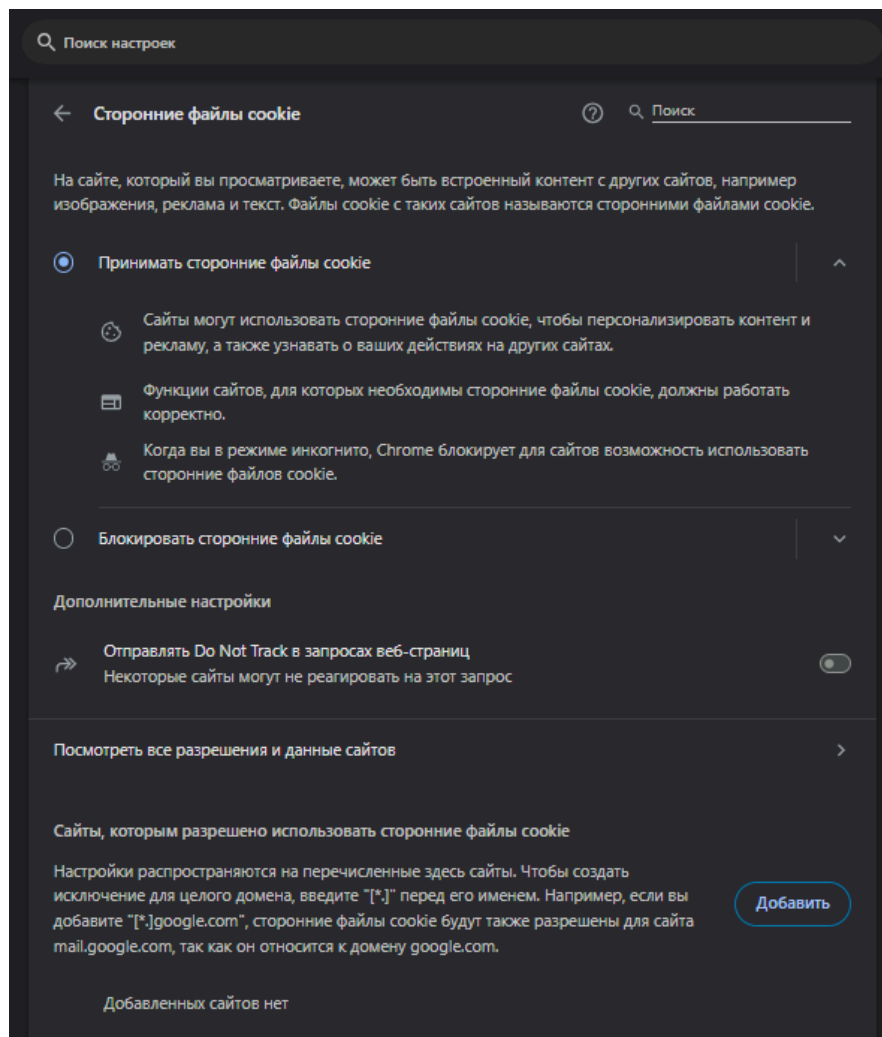 Поиск настроек
Сторонние файлы cookie
Поиск
На сайте, который вы просматриваете, может быть встроенный контент с других сайтов, например
изображения, реклама и текст. Файлы cookie с таких сайтов называются сторонними файлами cookie.
Принимать сторонние файлы cookie
Сайты могут использовать сторонние файлы cookie, чтобы персонализировать контент и
рекламу, а также узнавать о ваших действиях на других сайтах.
Функции сайтов, для которых необходимы сторонние файлы cookie, должны работать
корректно.
Когда вы в режиме инкогнито, Chrome блокирует для сайтов возможность использовать
сторонние файлов cookie.
Блокировать сторонние файлы cookie
Дополнительные настройки
Отправлять Do Not Track в запросах веб-страниц
Некоторые сайты могут не реагировать на этот запрос
Посмотреть все разрешения и данные сайтов
Сайты, которым разрешено использовать сторонние файлы cookie
Настройки распространяются на перечисленные здесь сайты. Чтобы создать
исключение для целого домена, введите "[*.]" перед его именем. Например, если вы
добавите "[*.]google.com", сторонние файлы cookie будут также разрешены для сайта
mail.google.com, так как он относится к домену google.com.
Добавить
Добавленных сайтов нет